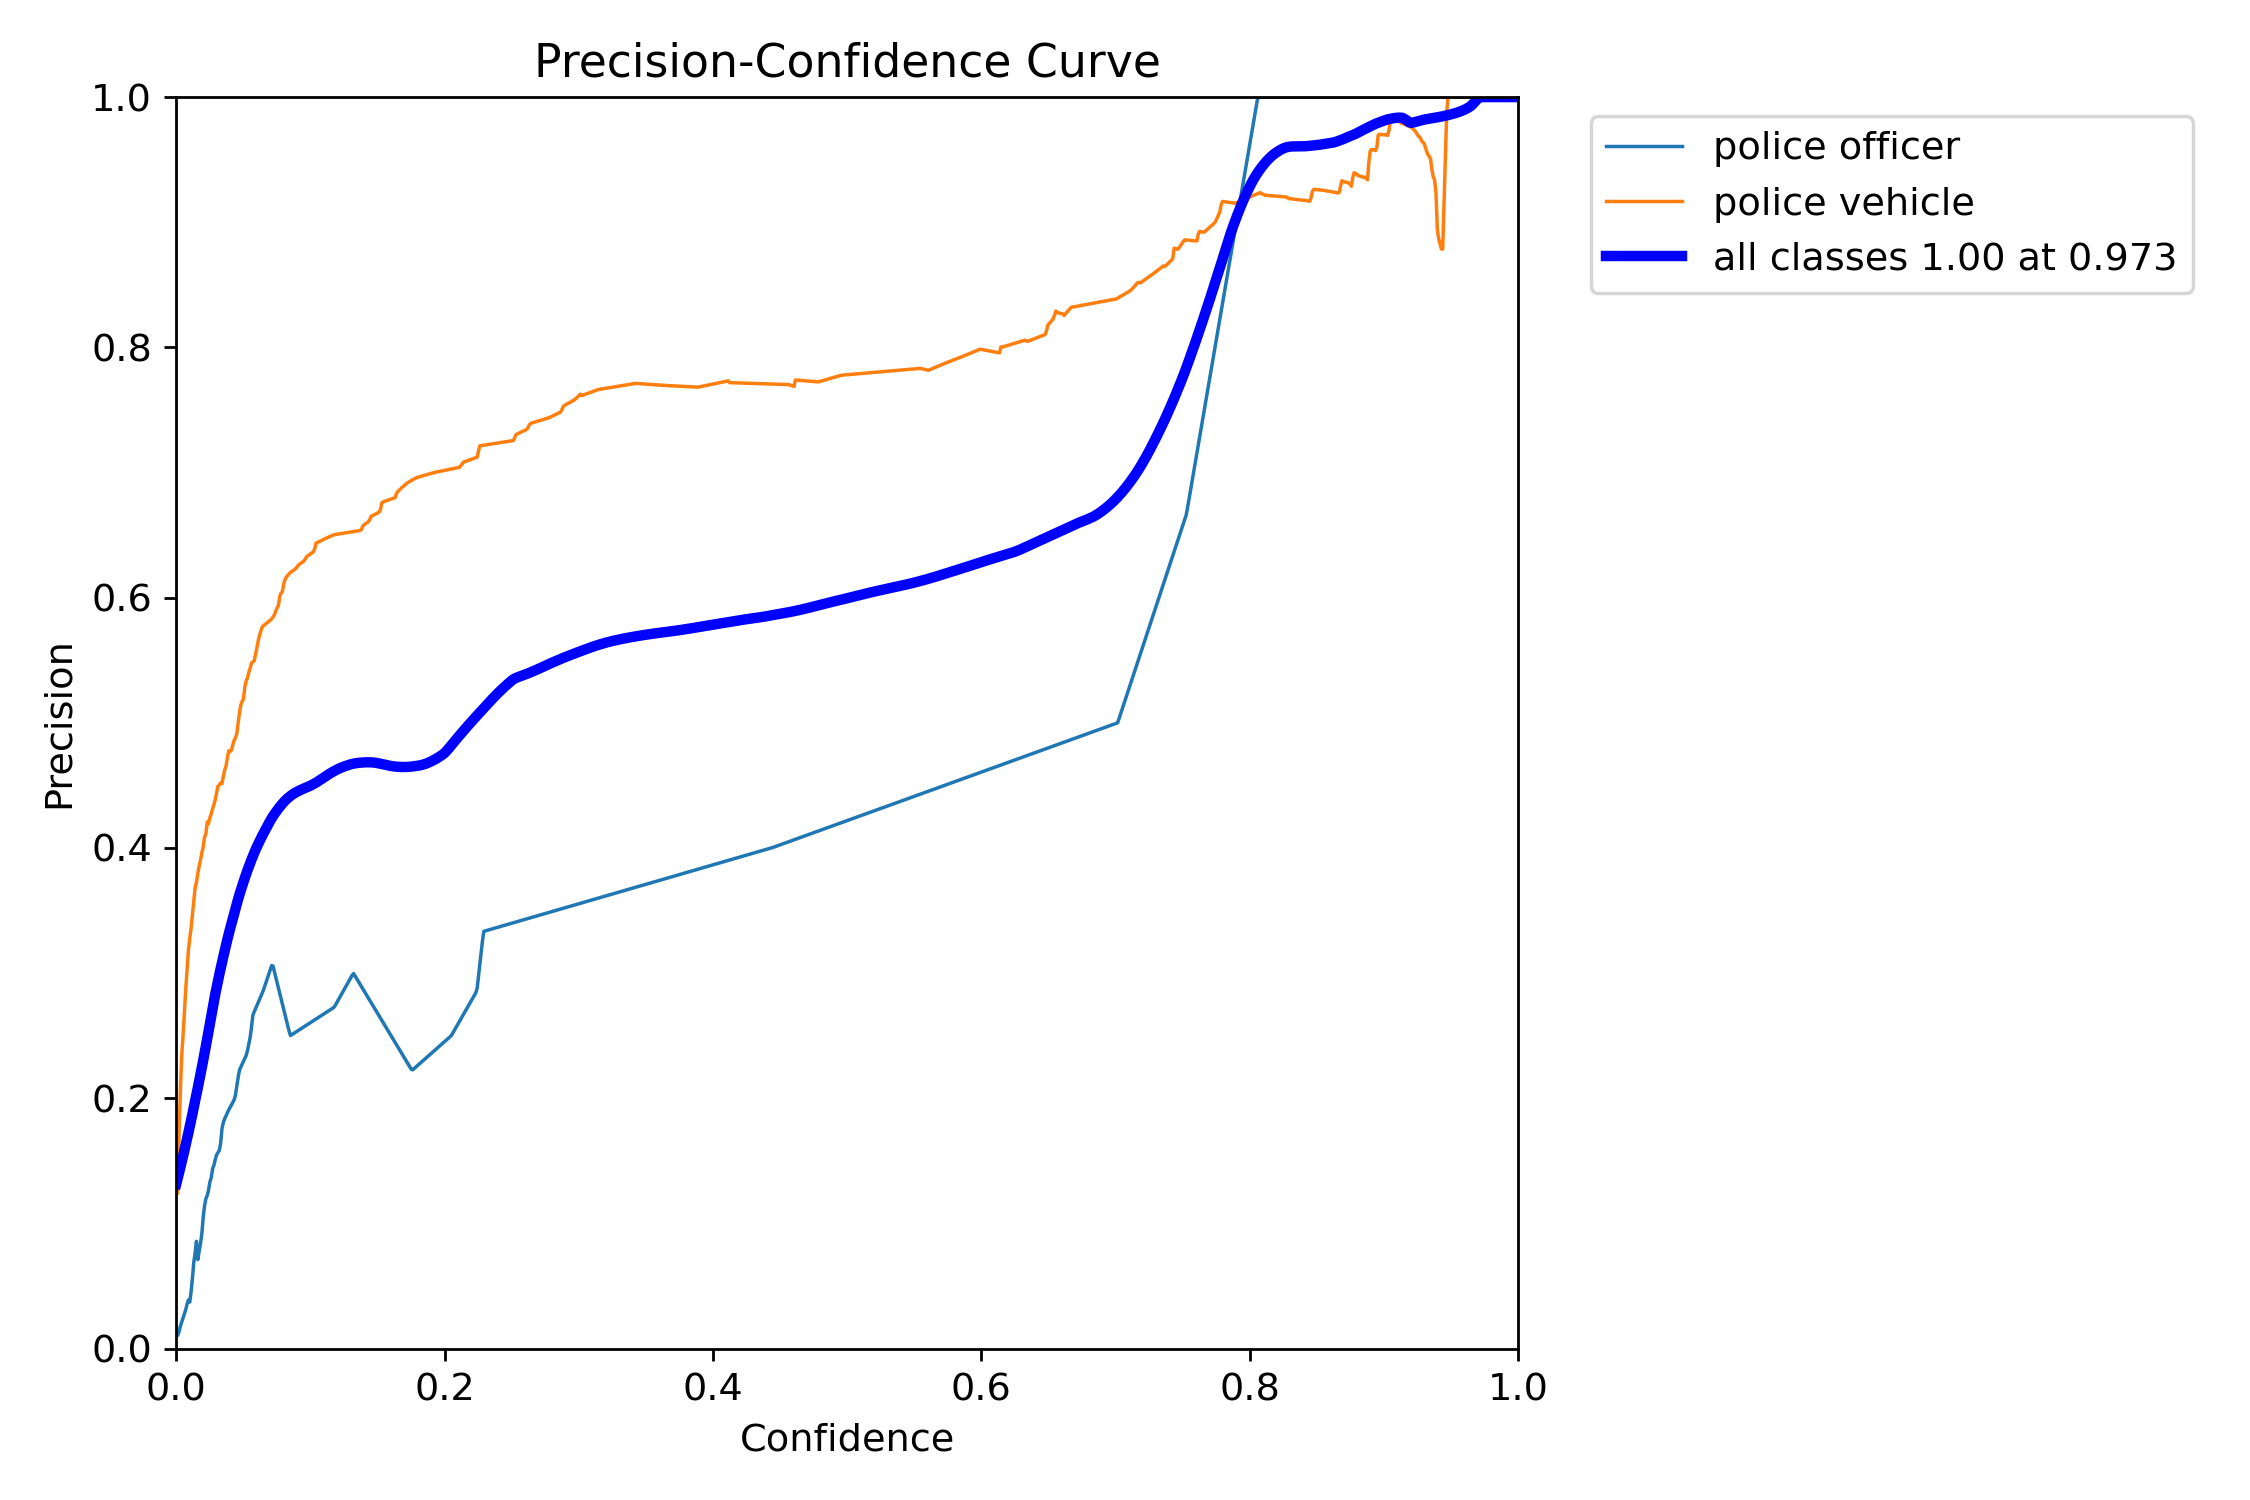 Precision-Confidence Curve
1.0
0.8
0.6
0.4
0.2
0.0
Precision
0.0 0.2 0.4 0.6 0.8 1.0
Confidence
police officer
police vehicle
all classes 1.00 at 0.973